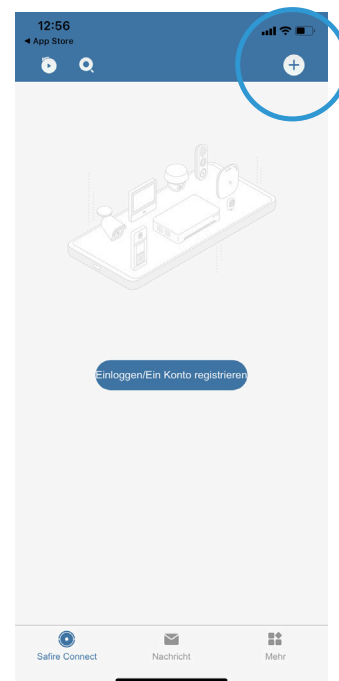 12:56
◀ App Store
Einloggen/Ein Konto registrieren
Safire Connect
Nachricht
Mehr